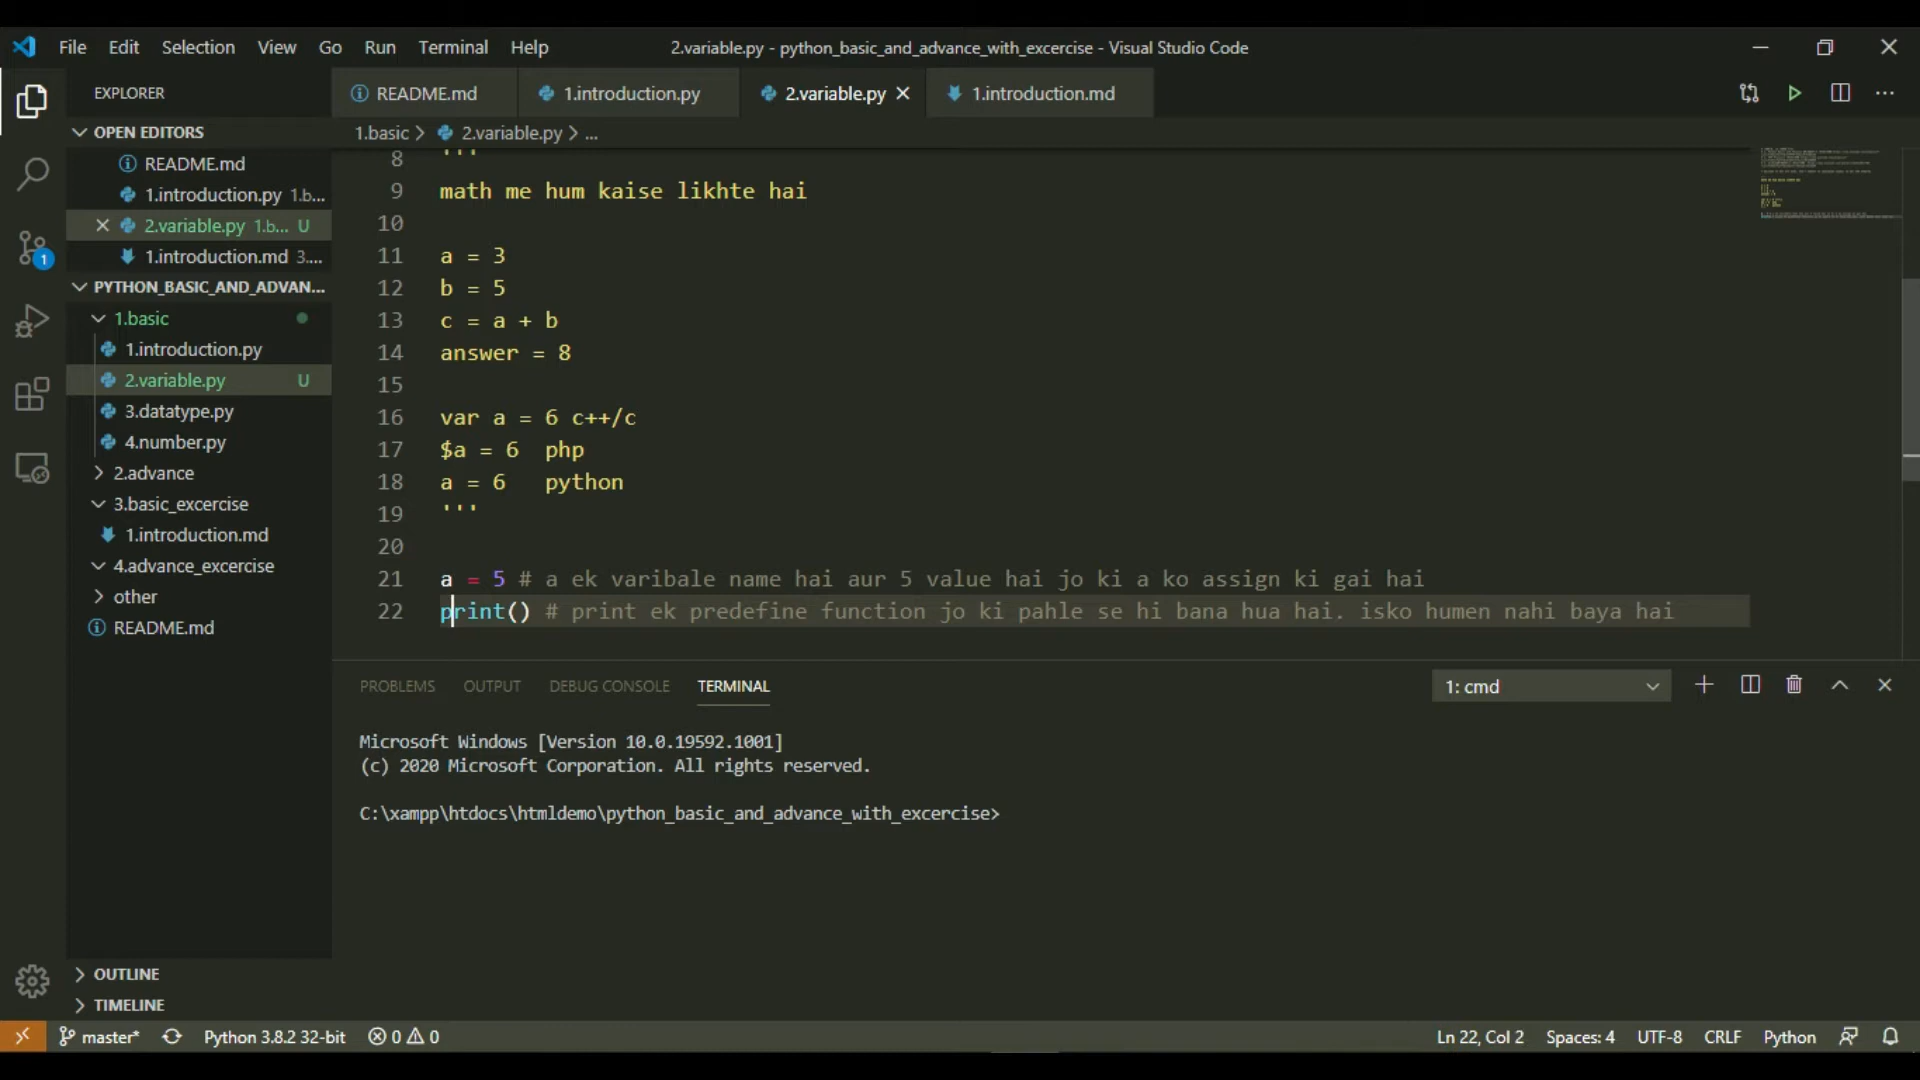 File Edit Selection View Go Run Terminal Help
2.variable.py - python_basic_and_advance_with_excercise - Visual Studio Code
EXPLORER
README.md
1.introduction.py
2.variable.py
1.introduction.md
OPEN EDITORS
README.md
1.introduction.py 1.b...
2.variable.py 1.b... U
1.introduction.md 3....
PYTHON_BASIC_AND_ADVAN...
1.basic
1.introduction.py
2.variable.py U
3.datatype.py
4.number.py
2.advance
3.basic_excercise
1.introduction.md
4.advance_excercise
other
README.md
OUTLINE
TIMELINE
1
1.basic > 2.variable.py > ...
8 '''
9 math me hum kaise likhte hai
10
11 a = 3
12 b = 5
13 c = a + b
14 answer = 8
15
16 var a = 6 c++/c
17 $a = 6  php
18 a = 6   python
19 '''
20
21 a = 5 # a ek varibale name hai aur 5 value hai jo ki a ko assign ki gai hai
22 print() # print ek predefine function jo ki pahle se hi bana hua hai. isko humen nahi baya hai
PROBLEMS OUTPUT DEBUG CONSOLE TERMINAL
1: cmd
Microsoft Windows [Version 10.0.19592.1001]
(c) 2020 Microsoft Corporation. All rights reserved.
C:\xampp\htdocs\htmldemo\python_basic_and_advance_with_excercise>
master* Python 3.8.2 32-bit 0 0
Ln 22, Col 2 Spaces: 4 UTF-8 CRLF Python